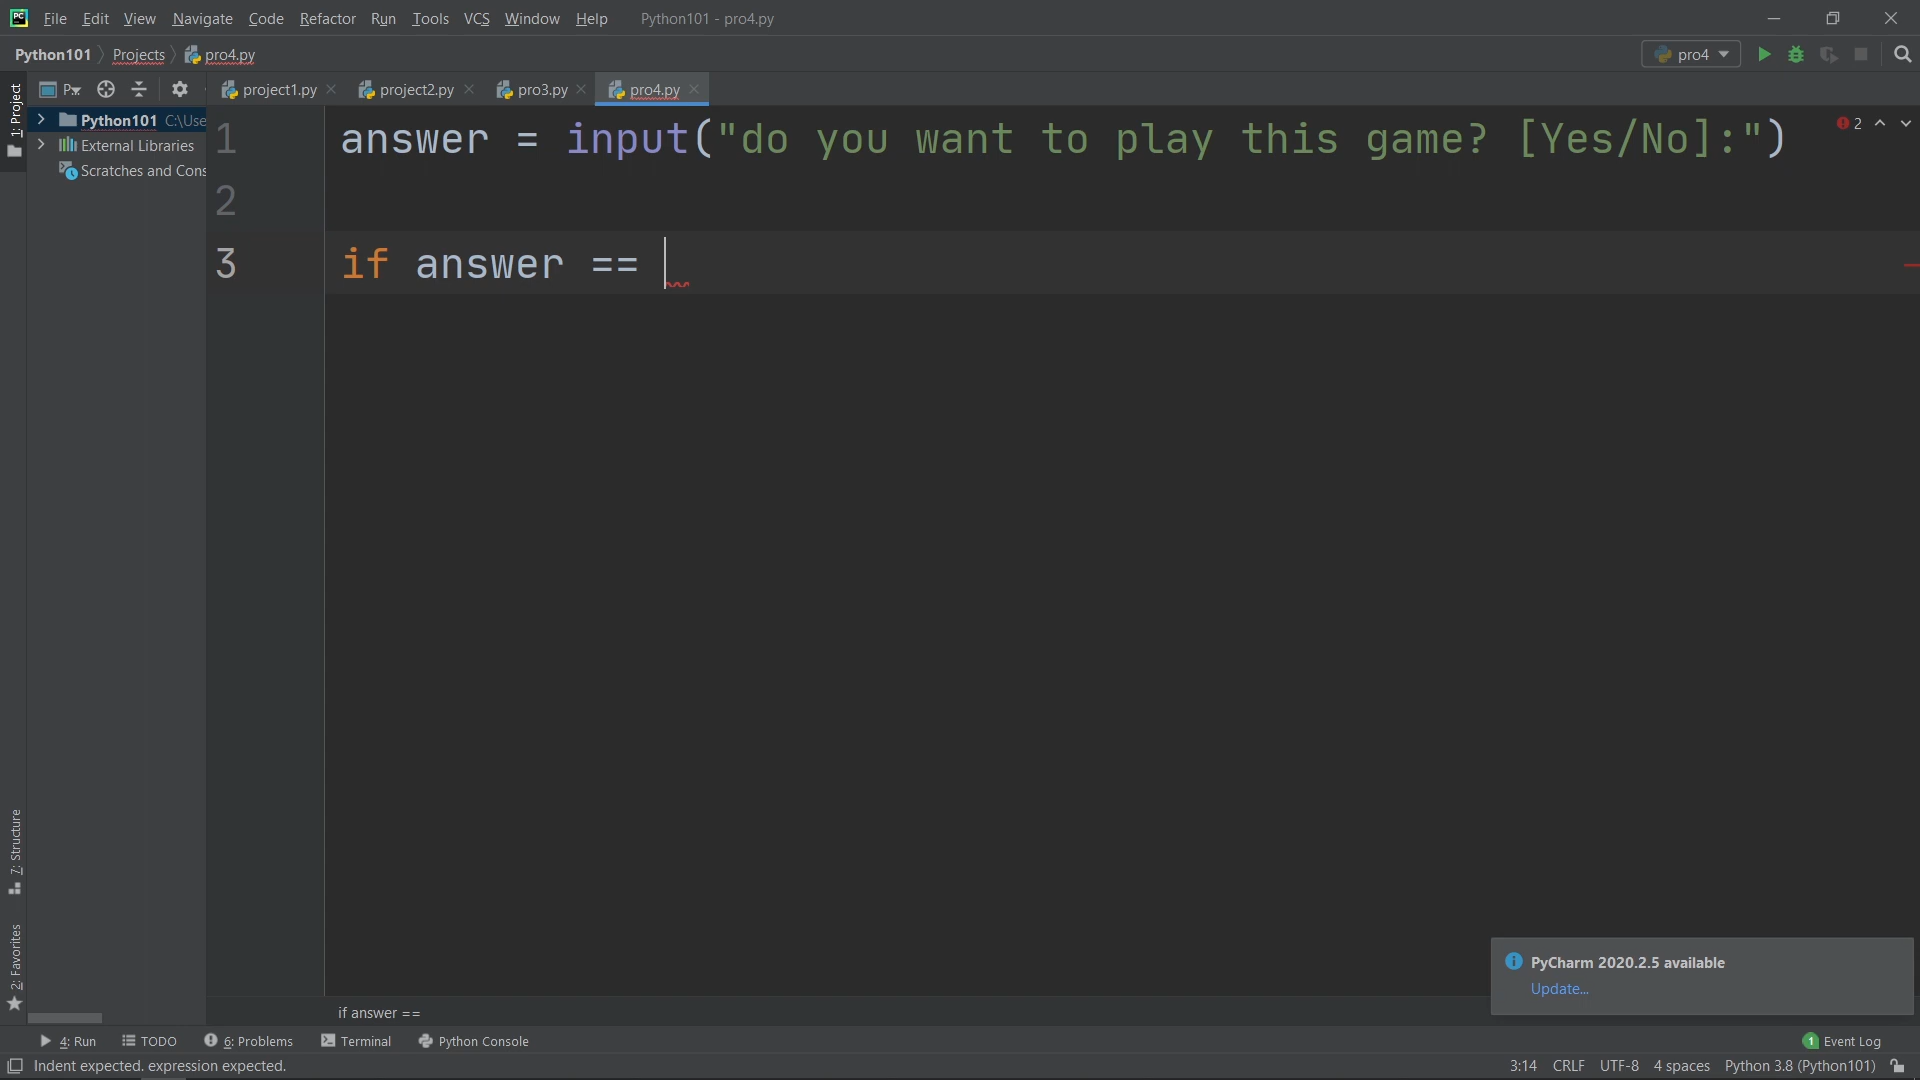 File Edit View Navigate Code Refactor Run Tools VCS Window Help Python101 - pro4.py
Python101 Projects pro4.py pro4
1: Project P... project1.py project2.py pro3.py pro4.py
Python101 C:\Use
External Libraries
Scratches and Cons
1 answer = input("do you want to play this game? [Yes/No]:") 2
2
3 if answer ==
7: Structure
2: Favorites
PyCharm 2020.2.5 available
Update...
if answer ==
4: Run TODO 6: Problems Terminal Python Console 1 Event Log
Indent expected. expression expected. 3:14 CRLF UTF-8 4 spaces Python 3.8 (Python101)